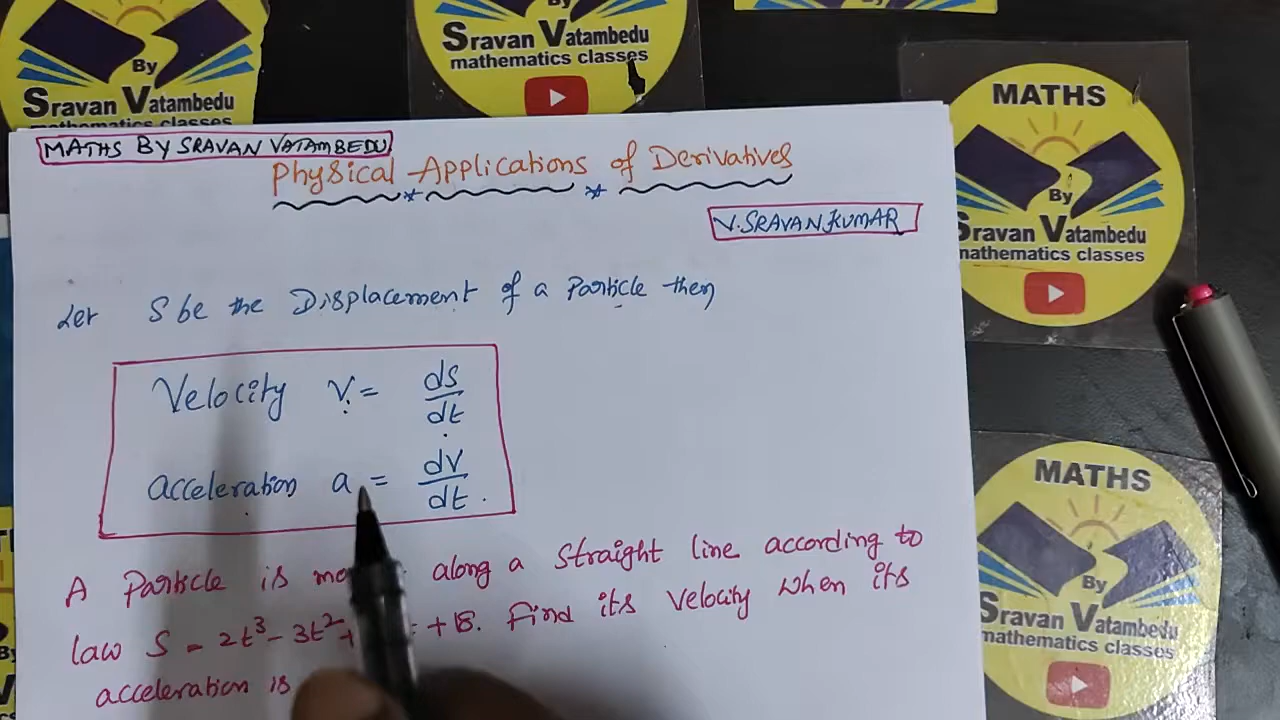 By
Sravan Vatambedu
mathematics classes
By
Sravan Vatambedu
mathematics classes
MATHS BY SRAVAN VATAMBEDU
Physical Applications of Derivatives
V. SRAVAN KUMAR
Let S be the Displacement of a Particle then
Velocity V = ds/dt
acceleration a = dv/dt.
A Particle is along a straight line according to
law S = 2t³ - 3t² + + 18. Find its velocity when its
acceleration is
MATHS
By
Sravan Vatambedu
mathematics classes
MATHS
By
Sravan Vatambedu
mathematics classes